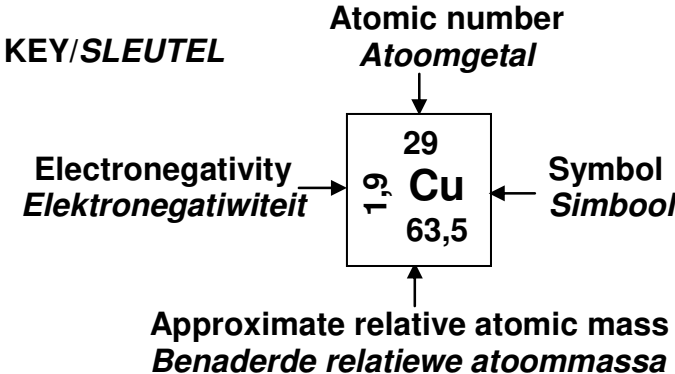 Atomic number
KEY/SLEUTEL
Atoomgetal
29
Electronegativity
Elektronegatiwiteit
1,9
Cu
Symbol
Simbool
63,5
Approximate relative atomic mass
Benaderde relatiewe atoommassa